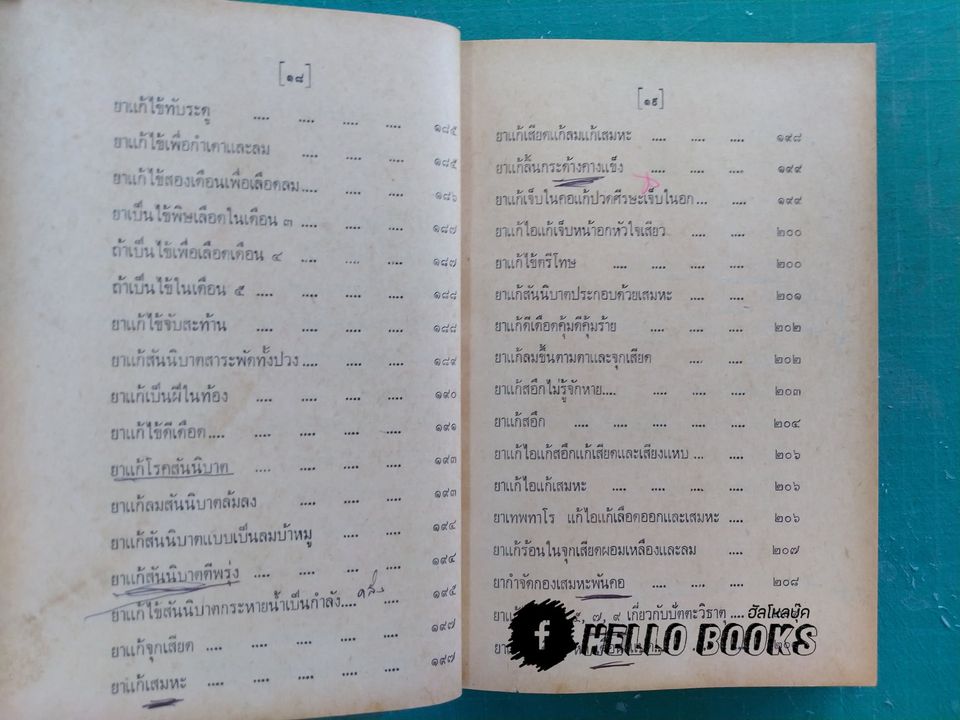 [๑๘]
ยาแก้ไข้ทับระดู .... .... .... .... ๑๘๕
ยาแก้ไข้เพื่อกำเดาและลม .... .... .... ๑๘๕
ยาแก้ไข้สองเดือนเพื่อเลือดลม .... .... .... ๑๘๖
ยาเป็นไข้พิษเลือดในเดือน ๓ .... .... .... ๑๘๗
ถ้าเป็นไข้เพื่อเลือดเดือน ๔ .... .... .... ๑๘๗
ถ้าเป็นไข้ในเดือน ๕ .... .... .... .... ๑๘๘
ยาแก้ไข้จับสะท้าน .... .... .... .... ๑๘๘
ยาแก้สันนิบาตสาระพัดทั้งปวง .... .... .... ๑๘๙
ยาแก้เป็นฝีในท้อง .... .... .... .... ๑๙๐
ยาแก้ไข้ดีเดือด .... .... .... .... ๑๙๑
ยาแก้โรคสันนิบาต .... .... .... .... ๑๙๓
ยาแก้ลมสันนิบาตล้มลง .... .... .... ๑๙๓
ยาแก้สันนิบาตแบบเป็นลมบ้าหมู .... .... ๑๙๔
ยาแก้สันนิบาตตีพรุ่ง .... .... .... .... ๑๙๔
ยาแก้ไข้สันนิบาตกระหายน้ำเป็นกำลัง .... .... ๑๙๕
ยาแก้จุกเสียด .... .... .... .... ๑๙๗
ยาแก้เสมหะ .... .... .... .... .... ๑๙๗
[๑๙]
ยาแก้เสียดแก้ลมแก้เสมหะ .... .... .... ๑๙๘
ยาแก้ลิ้นกระด้างคางแข็ง .... .... .... ๑๙๙
ยาแก้เจ็บในคอแก้ปวดศีรษะเจ็บในอก ... .... ๑๙๙
ยาแก้ไอแก้เจ็บหน้าอกหัวใจเสียว .... .... ๒๐๐
ยาแก้ไข้ตรีโทษ .... .... .... .... ๒๐๐
ยาแก้สันนิบาตประกอบด้วยเสมหะ .... .... ๒๐๑
ยาแก้ดีเดือดคุ้มดีคุ้มร้าย .... .... .... ๒๐๒
ยาแก้ลมขึ้นตามตาและจุกเสียด .... .... ๒๐๒
ยาแก้สอึกไม่รู้จักหาย .... .... .... .... ๒๐๓
ยาแก้สอึก .... .... .... .... .... ๒๐๔
ยาแก้ไอแก้สอึกแก้เสียดและเสียงแหบ ... .... ๒๐๖
ยาแก้ไอแก้เสมหะ .... .... .... .... ๒๐๖
ยาเทพทาโร แก้ไอแก้เลือดออกและเสมหะ .... ๒๐๖
ยาแก้ร้อนในจุกเสียดผอมเหลืองและลม .... ๒๐๗
ยากำจัดกองเสมหะพันคอ .... .... .... ๒๐๘
ยาแก้ ๕, ๗, ๙ เกี่ยวกับปัตตะวิธาตุ ....
ฮัลโหลบุ๊ค
f HELLO BOOKS